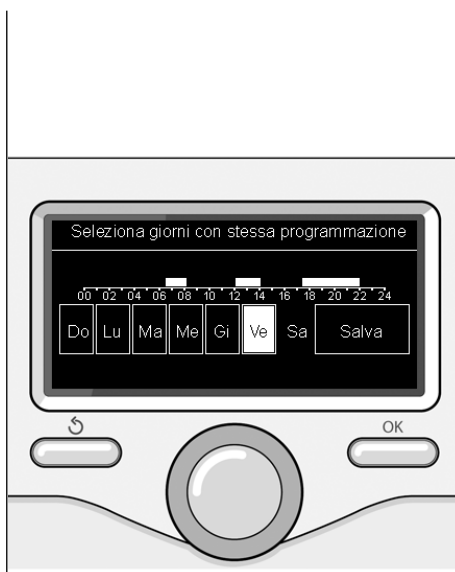 Seleziona giorni con stessa programmazione
00 02 04 06 08 10 12 14 16 18 20 22 24
Do Lu Ma Me Gi Ve Sa Salva
OK